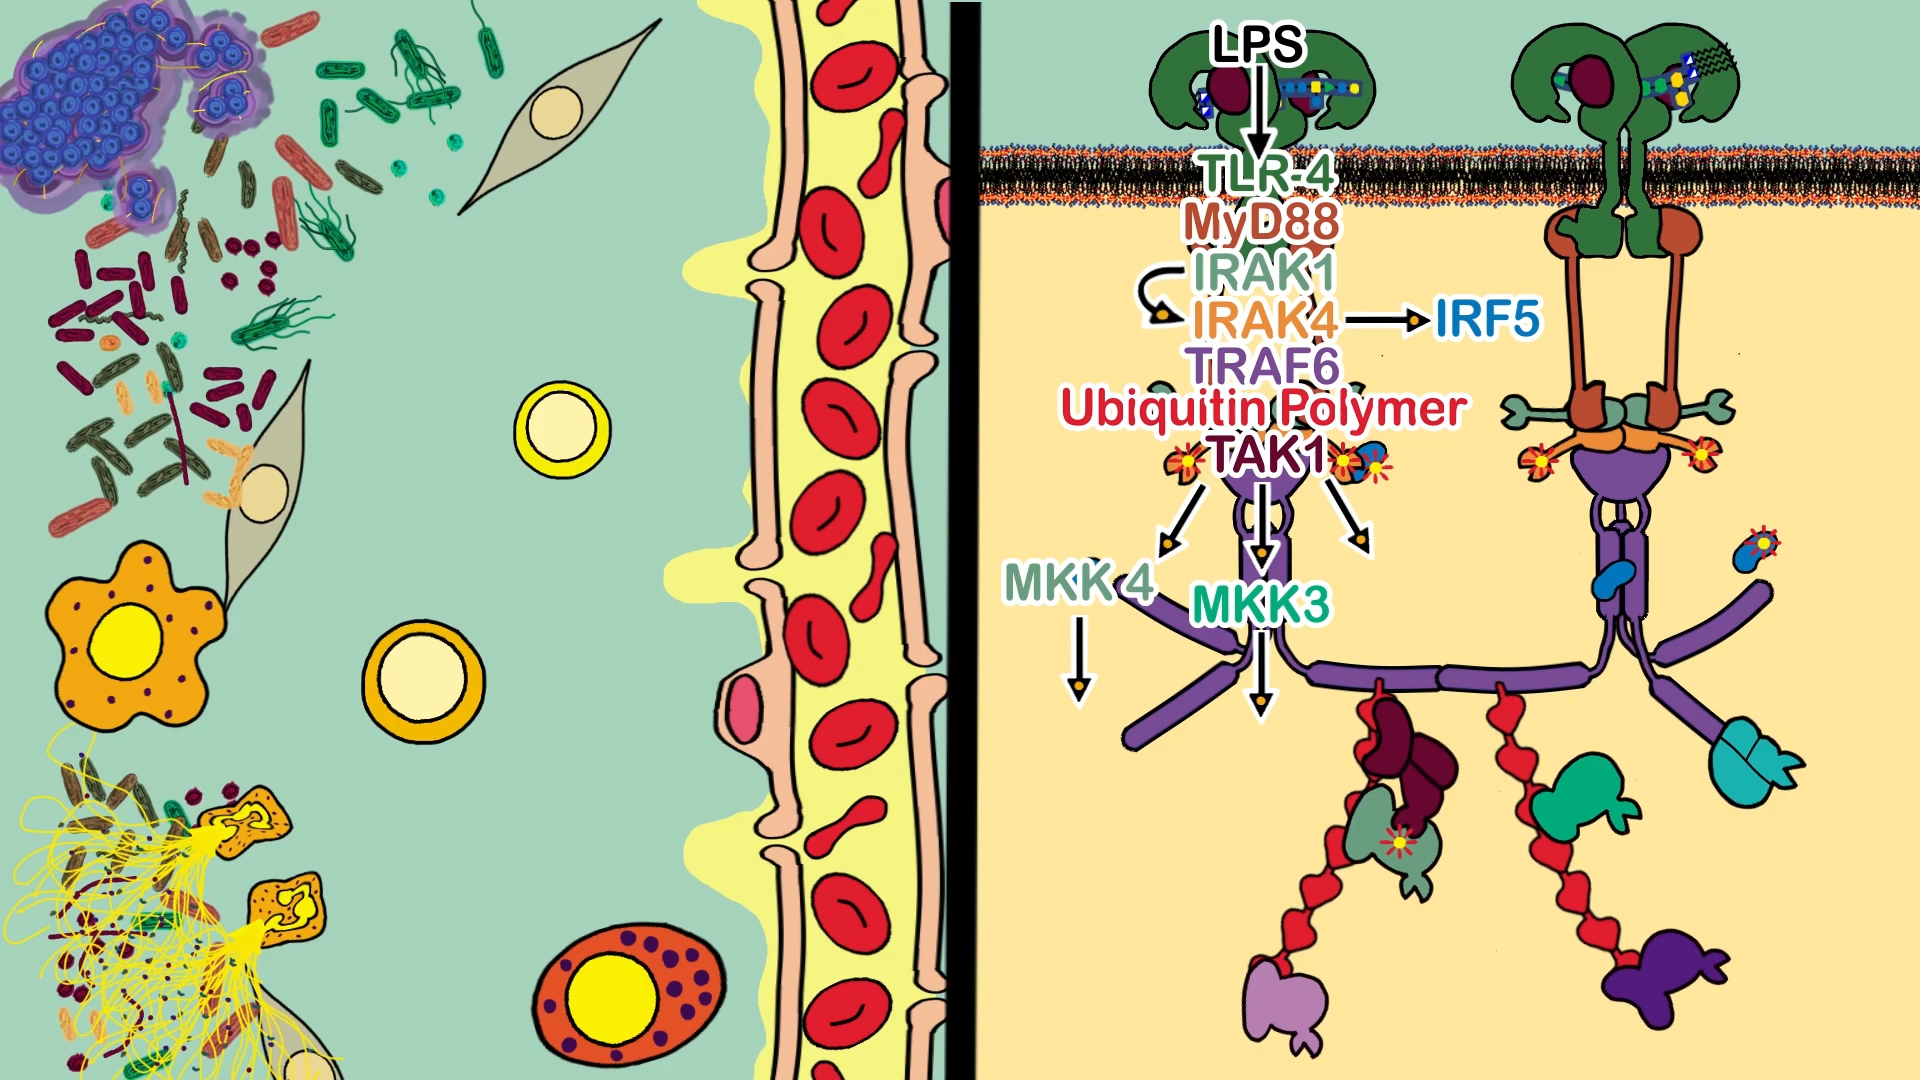 LPS
TLR-4
MyD88
IRAK1
IRAK4
IRF5
TRAF6
Ubiquitin Polymer
TAK1
MKK 4
MKK3